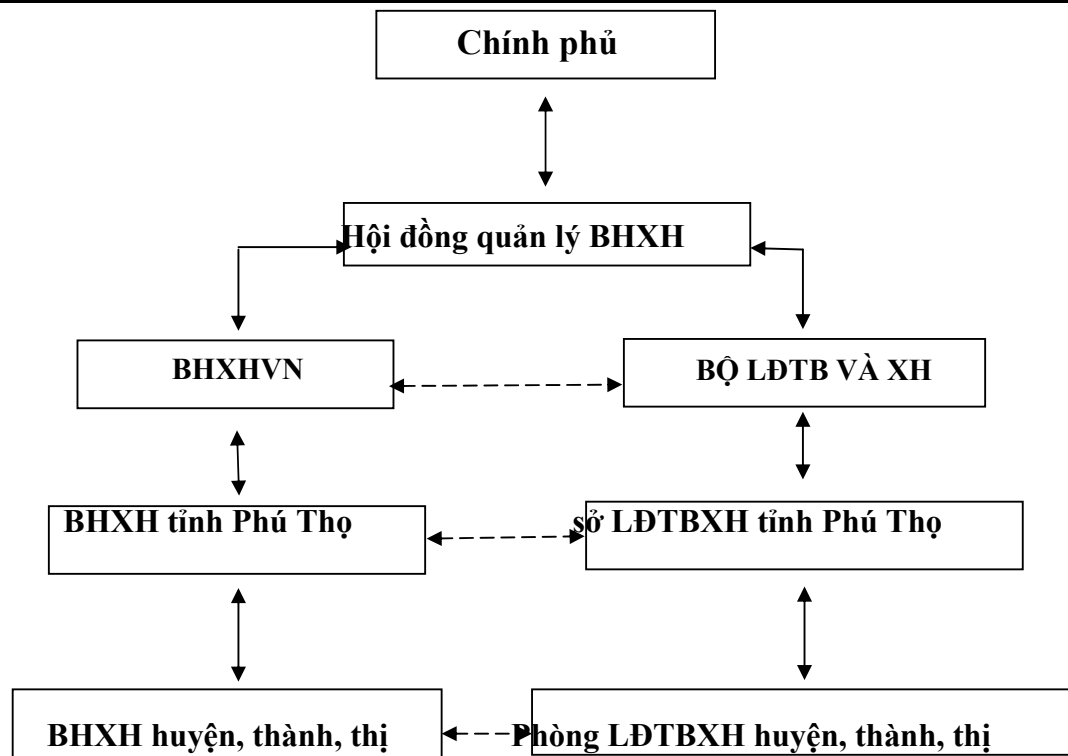 Chính phủ
Hội đồng quản lý BHXH
BHXHVN
BỘ LĐTB VÀ XH
BHXH tỉnh Phú Thọ
sở LĐTBXH tỉnh Phú Thọ
BHXH huyện, thành, thị
Phòng LĐTBXH huyện, thành, thị